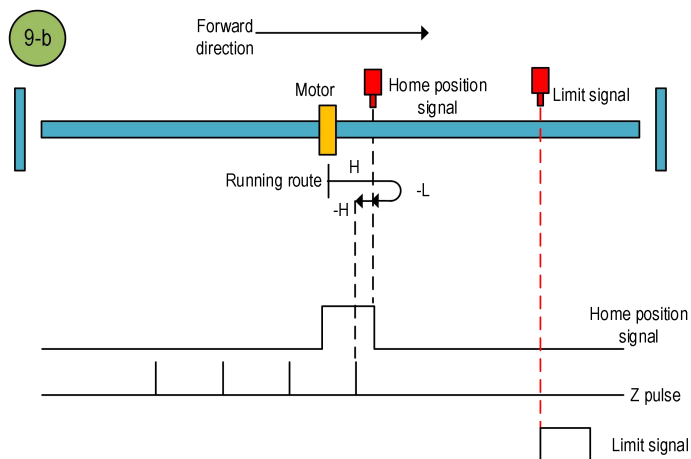 9-b
Forward
direction
Motor
Home position
signal
Limit signal
Running route
H
-L
-H
Home position
signal
Z pulse
Limit signal